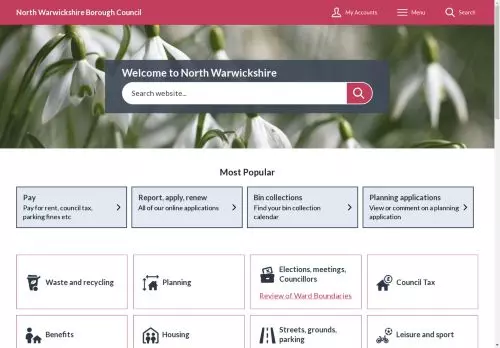 North Warwickshire Borough Council
My Accounts
Menu
Search
Welcome to North Warwickshire
Search website...
Most Popular
Pay
Pay for rent, council tax,
parking fines etc
Report, apply, renew
All of our online applications
Bin collections
Find your bin collection
calendar
Planning applications
View or comment on a planning
application
Waste and recycling
Planning
Elections, meetings,
Councillors
Review of Ward Boundaries
Council Tax
Benefits
Housing
Streets, grounds,
parking
Leisure and sport